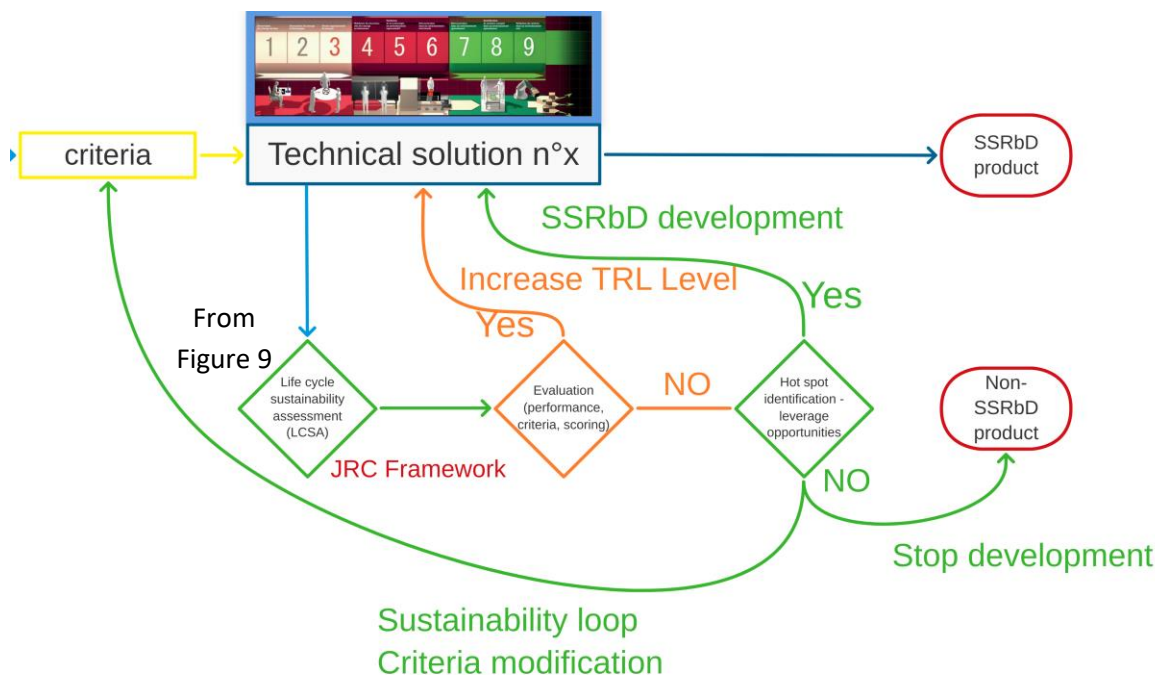 1 2 3 4 5 6 7 8 9
criteria
Technical solution n°x
SSRbD
product
SSRbD development
Increase TRL Level
Yes
Yes
From
Figure 9
Life cycle
sustainability
assessment
(LCSA)
Evaluation
(performance,
criteria, scoring)
NO
Hot spot
identification -
leverage
opportunities
Non-
SSRbD
product
JRC Framework
NO
Stop development
Sustainability loop
Criteria modification